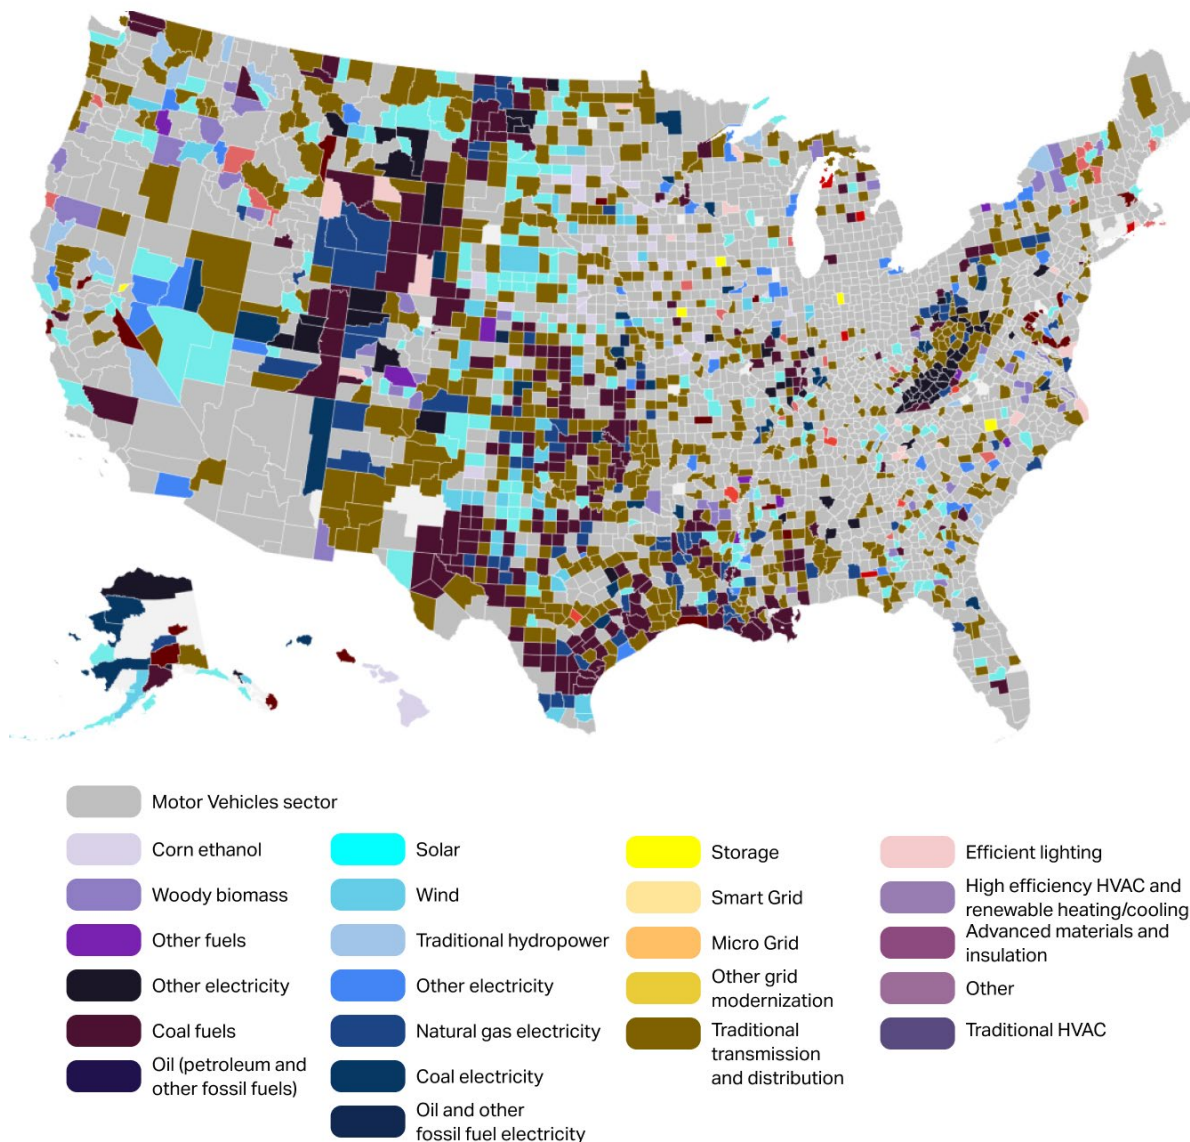 Motor Vehicles sector
Corn ethanol
Woody biomass
Other fuels
Other electricity
Coal fuels
Oil (petroleum and
other fossil fuels)
Solar
Wind
Traditional hydropower
Other electricity
Natural gas electricity
Coal electricity
Oil and other
fossil fuel electricity
Storage
Smart Grid
Micro Grid
Other grid
modernization
Traditional
transmission
and distribution
Efficient lighting
High efficiency HVAC and
renewable heating/cooling
Advanced materials and
insulation
Other
Traditional HVAC